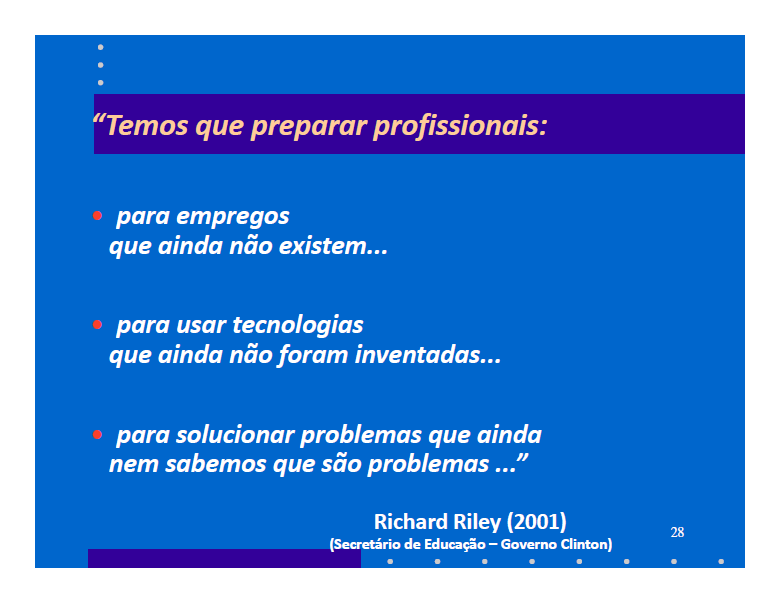 “Temos que preparar profissionais:
• para empregos
que ainda não existem...
• para usar tecnologias
que ainda não foram inventadas...
• para solucionar problemas que ainda
nem sabemos que são problemas ...”
Richard Riley (2001)
(Secretário de Educação – Governo Clinton)
28